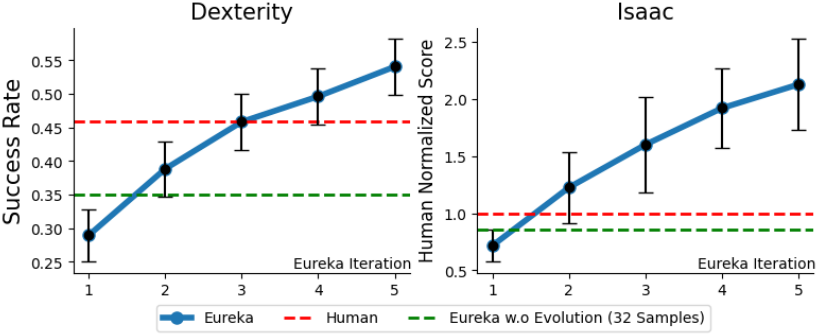 Dexterity
Success Rate
0.55
0.50
0.45
0.40
0.35
0.30
0.25
Eureka Iteration
1 2 3 4 5
Isaac
Human Normalized Score
2.5
2.0
1.5
1.0
0.5
Eureka Iteration
1 2 3 4 5
Eureka Human Eureka w.o Evolution (32 Samples)